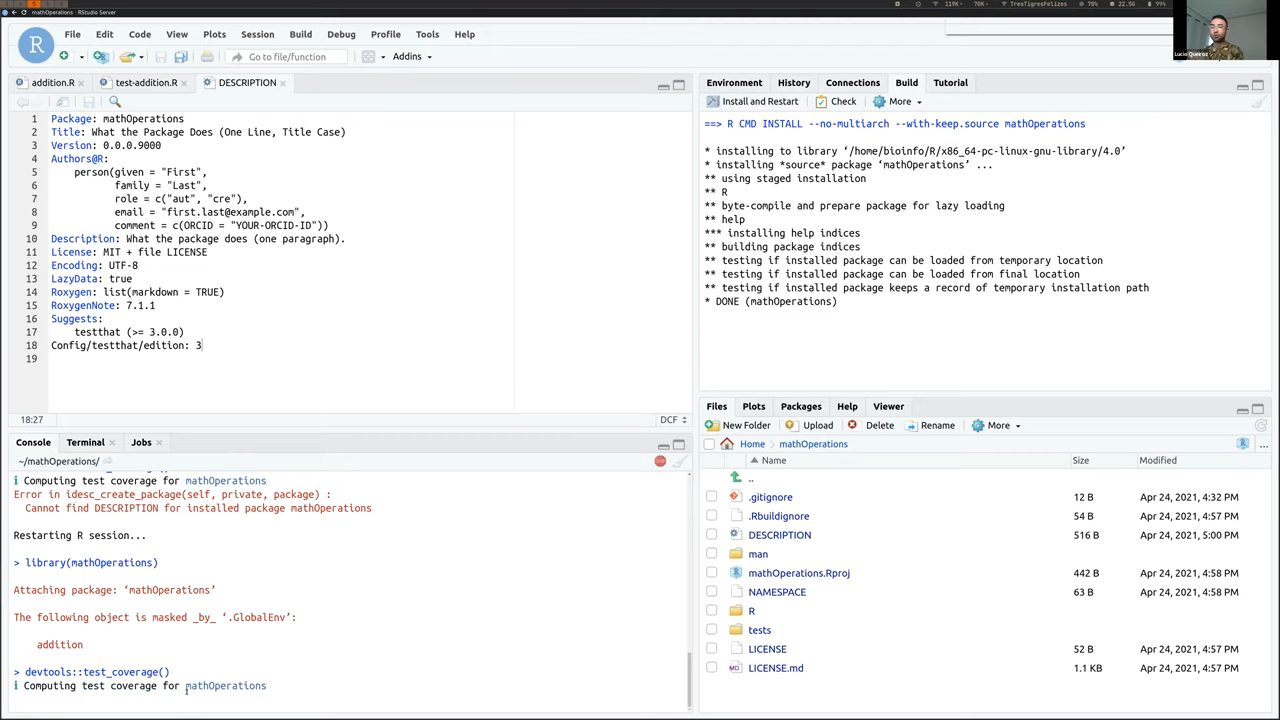 mathOperations - RStudio Server
119K
70K
TresTigresFelizes
70%
22.5G
99%
Lucio Queiroz
R
File Edit Code View Plots Session Build Debug Profile Tools Help
Go to file/function
Addins
addition.R
test-addition.R
DESCRIPTION
1 Package: mathOperations
2 Title: What the Package Does (One Line, Title Case)
3 Version: 0.0.0.9000
4 Authors@R:
5 person(given = "First",
6 family = "Last",
7 role = c("aut", "cre"),
8 email = "first.last@example.com",
9 comment = c(ORCID = "YOUR-ORCID-ID"))
10 Description: What the package does (one paragraph).
11 License: MIT + file LICENSE
12 Encoding: UTF-8
13 LazyData: true
14 Roxygen: list(markdown = TRUE)
15 RoxygenNote: 7.1.1
16 Suggests:
17 testthat (>= 3.0.0)
18 Config/testthat/edition: 3
19
18:27
DCF
Console Terminal Jobs
~/mathOperations/
i Computing test coverage for mathOperations
Error in idesc_create_package(self, private, package) :
Cannot find DESCRIPTION for installed package mathOperations
Restarting R session...
> library(mathOperations)
Attaching package: ‘mathOperations’
The following object is masked _by_ ‘.GlobalEnv’:
addition
> devtools::test_coverage()
i Computing test coverage for mathOperations
Environment History Connections Build Tutorial
Install and Restart Check More
==> R CMD INSTALL --no-multiarch --with-keep.source mathOperations
* installing to library ‘/home/bioinfo/R/x86_64-pc-linux-gnu-library/4.0’
* installing *source* package ‘mathOperations’ ...
** using staged installation
** R
** byte-compile and prepare package for lazy loading
** help
*** installing help indices
** building package indices
** testing if installed package can be loaded from temporary location
** testing if installed package can be loaded from final location
** testing if installed package keeps a record of temporary installation path
* DONE (mathOperations)
Files Plots Packages Help Viewer
New Folder Upload Delete Rename More
Home mathOperations
Name Size Modified
..
.gitignore 12 B Apr 24, 2021, 4:32 PM
.Rbuildignore 54 B Apr 24, 2021, 4:57 PM
DESCRIPTION 516 B Apr 24, 2021, 5:00 PM
man
mathOperations.Rproj 442 B Apr 24, 2021, 4:58 PM
NAMESPACE 63 B Apr 24, 2021, 4:58 PM
R
tests
LICENSE 52 B Apr 24, 2021, 4:57 PM
LICENSE.md 1.1 KB Apr 24, 2021, 4:57 PM